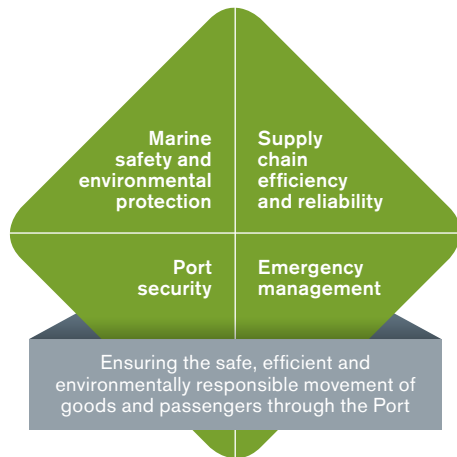 Marine
safety and
environmental
protection
Supply
chain
efficiency
and reliability
Port
security
Emergency
management
Ensuring the safe, efficient and
environmentally responsible movement of
goods and passengers through the Port